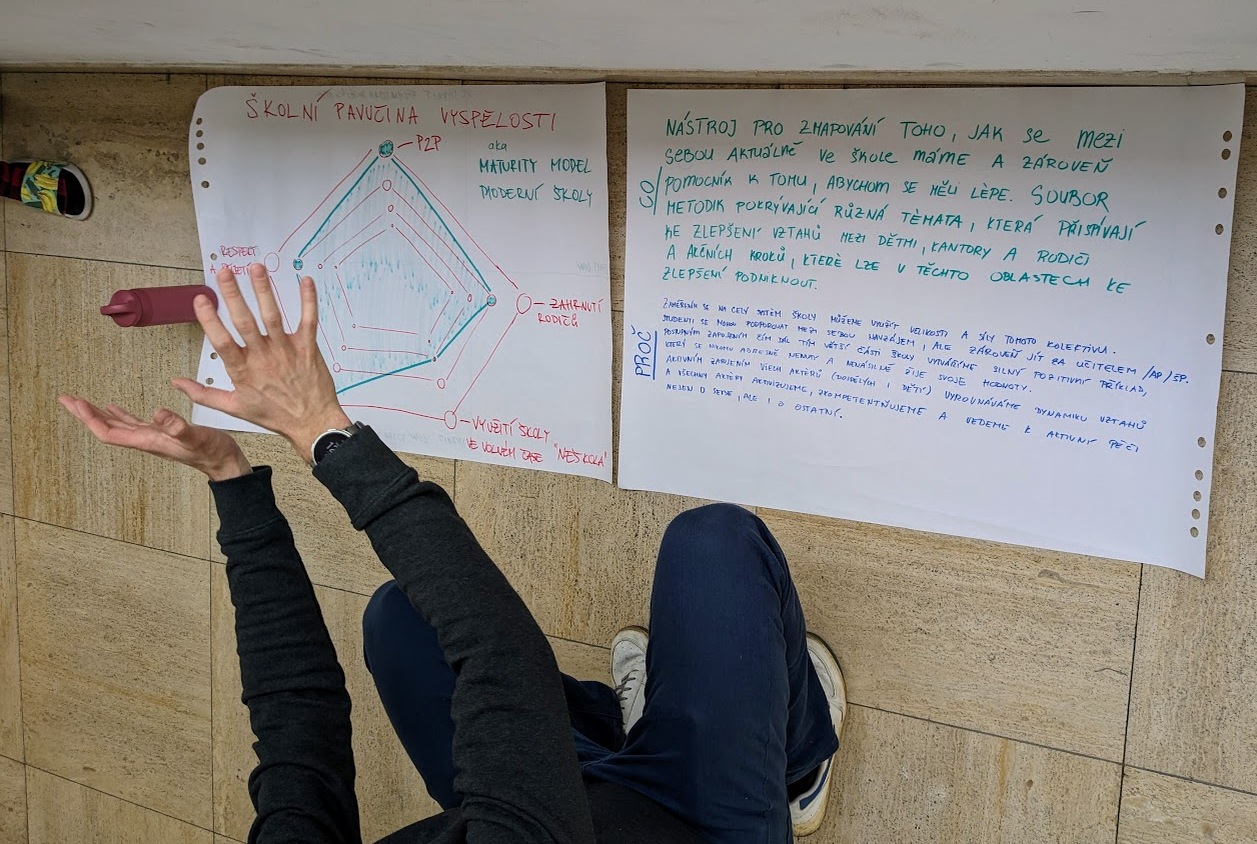 ŠKOLNÍ PAVUČINA VYSPĚLOSTI
P2P
aka
MATURITY MODEL
MODERNÍ ŠKOLY
RESPEKT
A
ZAHRNUTÍ
RODIČŮ
VYUŽITÍ ŠKOLY
VE VOLNÉM ČASE "NEŠKOLA"
CO
NÁSTROJ PRO ZMAPOVÁNÍ TOHO, JAK SE MEZI
SEBOU AKTUÁLNĚ VE ŠKOLE MÁME A ZÁROVEŇ
POMOCNÍK K TOMU, ABYCHOM SE MĚLI LÉPE. SOUBOR
METODIK POKRÝVAJÍCÍ RŮZNÁ TÉMATA, KTERÁ PŘISPÍVAJÍ
KE ZLEPŠENÍ VZTAHŮ MEZI DĚTMI, KANTORY A RODIČI
A AKČNÍCH KROKŮ, KTERÉ LZE V TĚCHTO OBLASTECH KE
ZLEPŠENÍ PODNIKNOUT.
PROČ
ZAMĚŘENÍM SE NA CELÝ SYSTÉM ŠKOLY MŮŽEME VYUŽÍT VELIKOSTI A SÍLY TOHOTO KOLEKTIVU.
STUDENTI SE MOHOU PODPOROVAT MEZI SEBOU NAVZÁJEM, ALE ZÁROVEŇ JÍT ZA UČITELEM /AP/ŠP.
POSTUPNÝM ZAPOJENÍM ČÍM DÁL TÍM VĚTŠÍ ČÁSTI ŠKOLY VYTVÁŘÍME SILNÝ POZITIVNÍ PŘÍKLAD,
KTERÝ SE NIKOMU ADRESNĚ NENUTÍ A NENÁSILNĚ ŽIJE SVOJE HODNOTY.
AKTIVNÍM ZAPOJENÍM VŠECH AKTÉRŮ (DOSPĚLÝCH I DĚTÍ) VYROVNÁVÁME DYNAMIKU VZTAHŮ
A VŠECHNY AKTÉRY AKTIVIZUJEME, ZKOMPETENTŇUJEME A VEDEME K AKTIVNÍ PÉČI
NEJEN O SEBE, ALE I O OSTATNÍ.